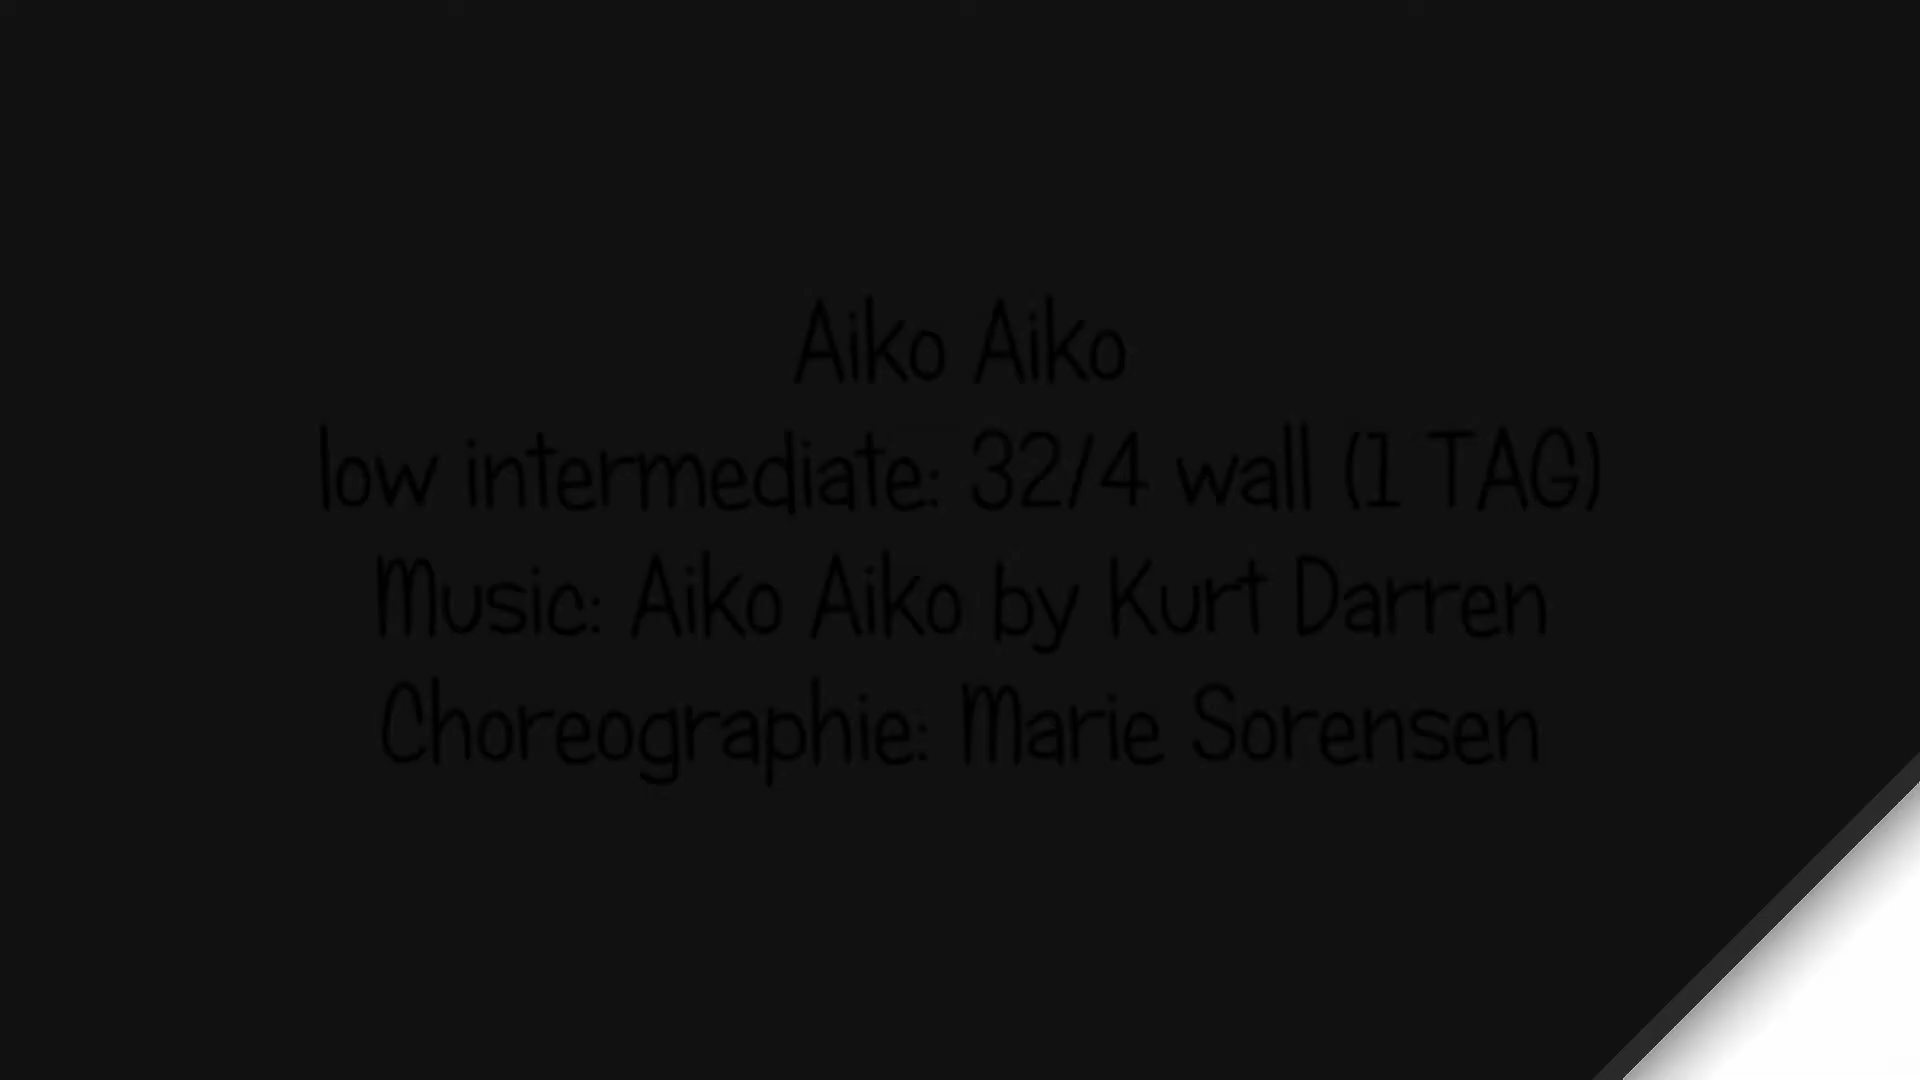 Aiko Aiko
low intermediate: 32/4 wall (1 TAG)
Music: Aiko Aiko by Kurt Darren
Choreographie: Marie Sorensen